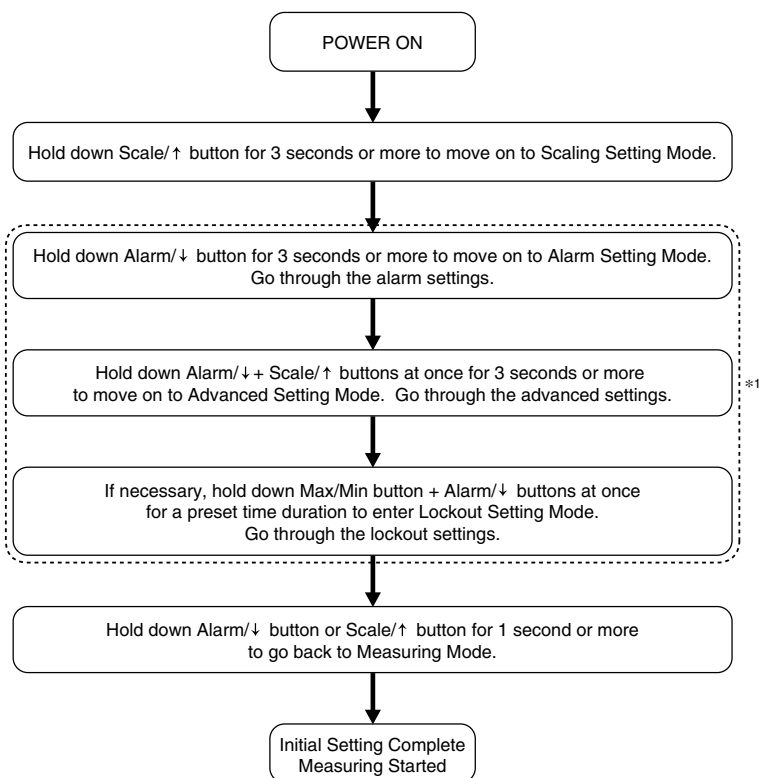 POWER ON
Hold down Scale/↑ button for 3 seconds or more to move on to Scaling Setting Mode.
Hold down Alarm/↓ button for 3 seconds or more to move on to Alarm Setting Mode.
Go through the alarm settings.
Hold down Alarm/↓+ Scale/↑ buttons at once for 3 seconds or more
to move on to Advanced Setting Mode.  Go through the advanced settings.
*1
If necessary, hold down Max/Min button + Alarm/↓ buttons at once
for a preset time duration to enter Lockout Setting Mode.
Go through the lockout settings.
Hold down Alarm/↓ button or Scale/↑ button for 1 second or more
to go back to Measuring Mode.
Initial Setting Complete
Measuring Started